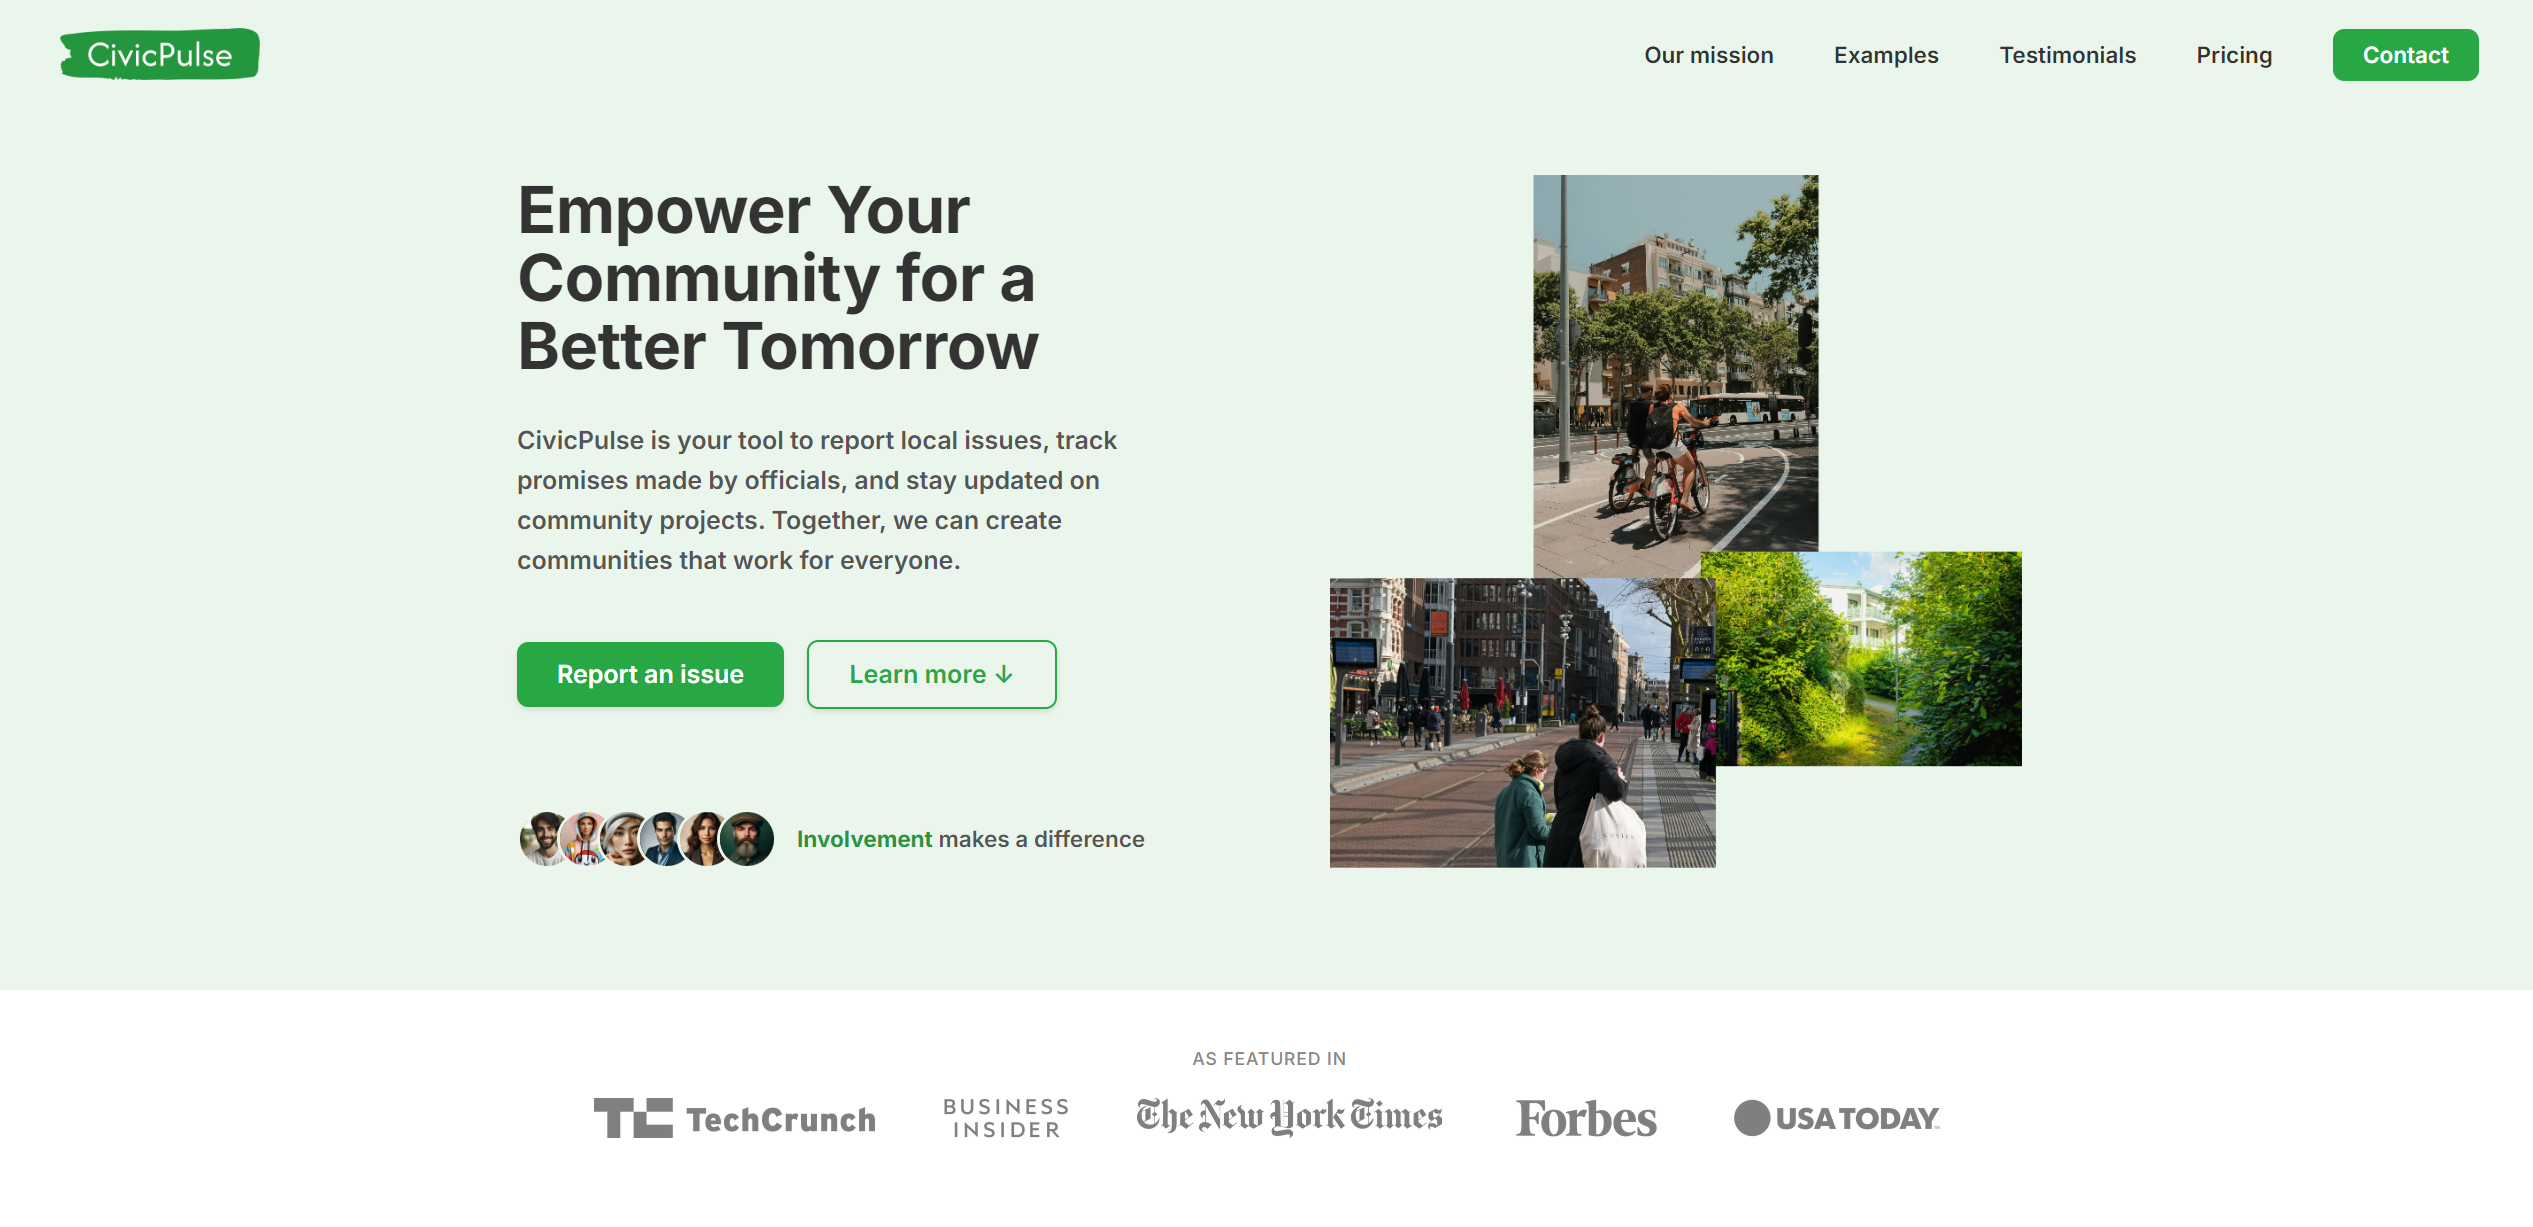 CivicPulse
Our mission
Examples
Testimonials
Pricing
Contact
Empower Your
Community for a
Better Tomorrow
CivicPulse is your tool to report local issues, track
promises made by officials, and stay updated on
community projects. Together, we can create
communities that work for everyone.
Report an issue
Learn more ↓
Involvement makes a difference
AS FEATURED IN
TC TechCrunch
BUSINESS
INSIDER
The New York Times
Forbes
USA TODAY